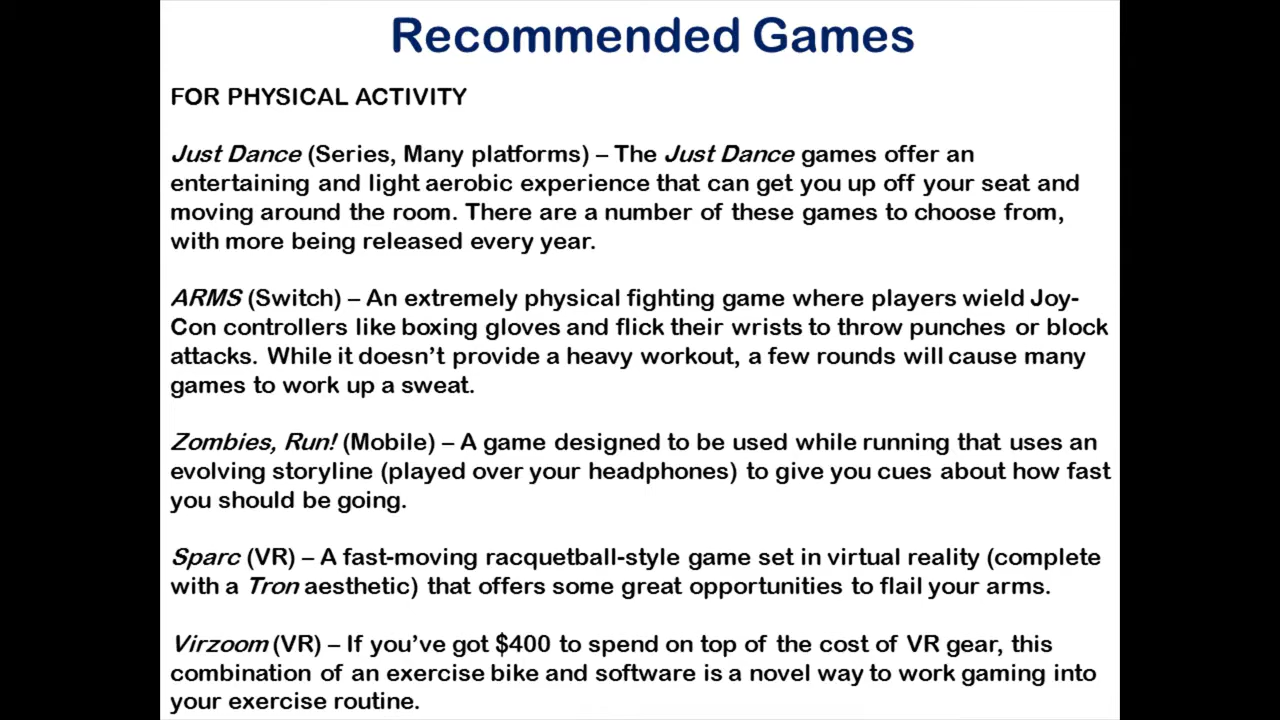 Recommended Games
FOR PHYSICAL ACTIVITY
Just Dance (Series, Many platforms) – The Just Dance games offer an
entertaining and light aerobic experience that can get you up off your seat and
moving around the room. There are a number of these games to choose from,
with more being released every year.
ARMS (Switch) – An extremely physical fighting game where players wield Joy-
Con controllers like boxing gloves and flick their wrists to throw punches or block
attacks. While it doesn’t provide a heavy workout, a few rounds will cause many
games to work up a sweat.
Zombies, Run! (Mobile) – A game designed to be used while running that uses an
evolving storyline (played over your headphones) to give you cues about how fast
you should be going.
Sparc (VR) – A fast-moving racquetball-style game set in virtual reality (complete
with a Tron aesthetic) that offers some great opportunities to flail your arms.
Virzoom (VR) – If you’ve got $400 to spend on top of the cost of VR gear, this
combination of an exercise bike and software is a novel way to work gaming into
your exercise routine.